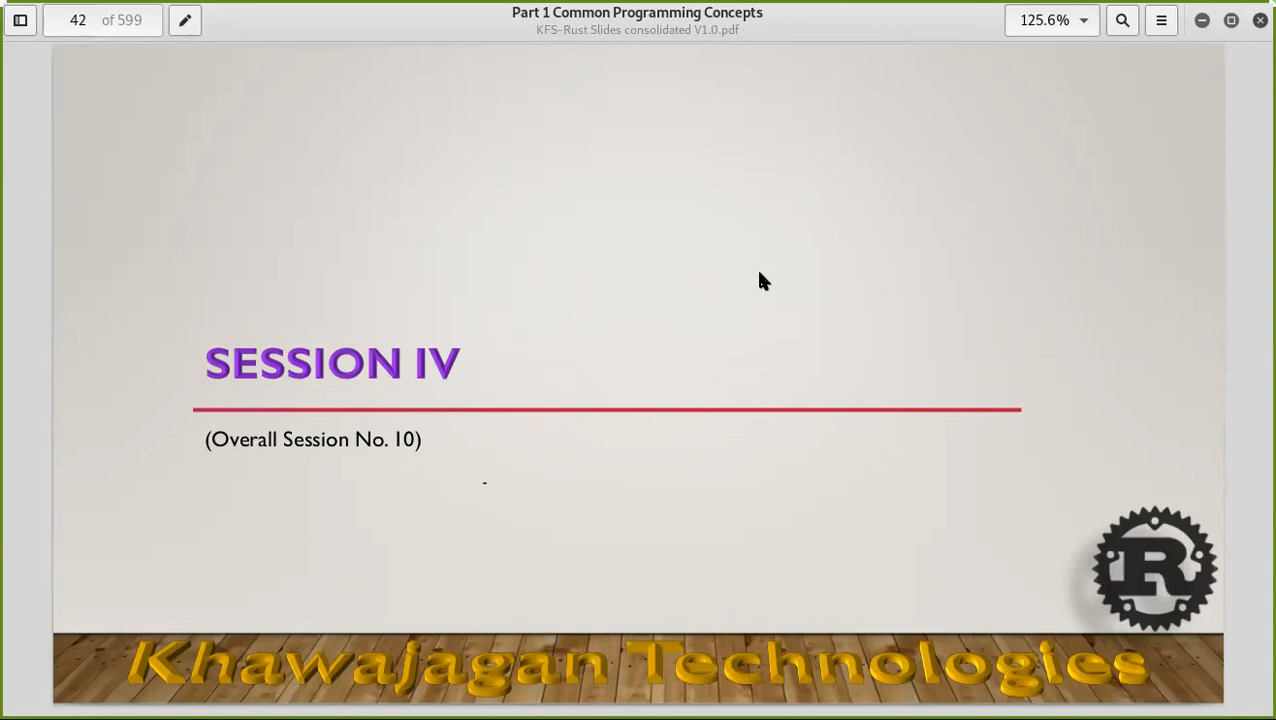 42 of 599
Part 1 Common Programming Concepts
KFS-Rust Slides consolidated V1.0.pdf
125.6%
SESSION IV
(Overall Session No. 10)
-
R
Khawajagan Technologies